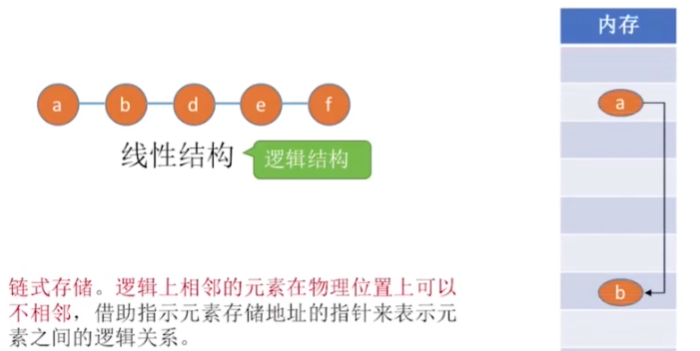 内存
a
a b d e f
线性结构 逻辑结构
b
链式存储。逻辑上相邻的元素在物理位置上可以
不相邻，借助指示元素存储地址的指针来表示元
素之间的逻辑关系。